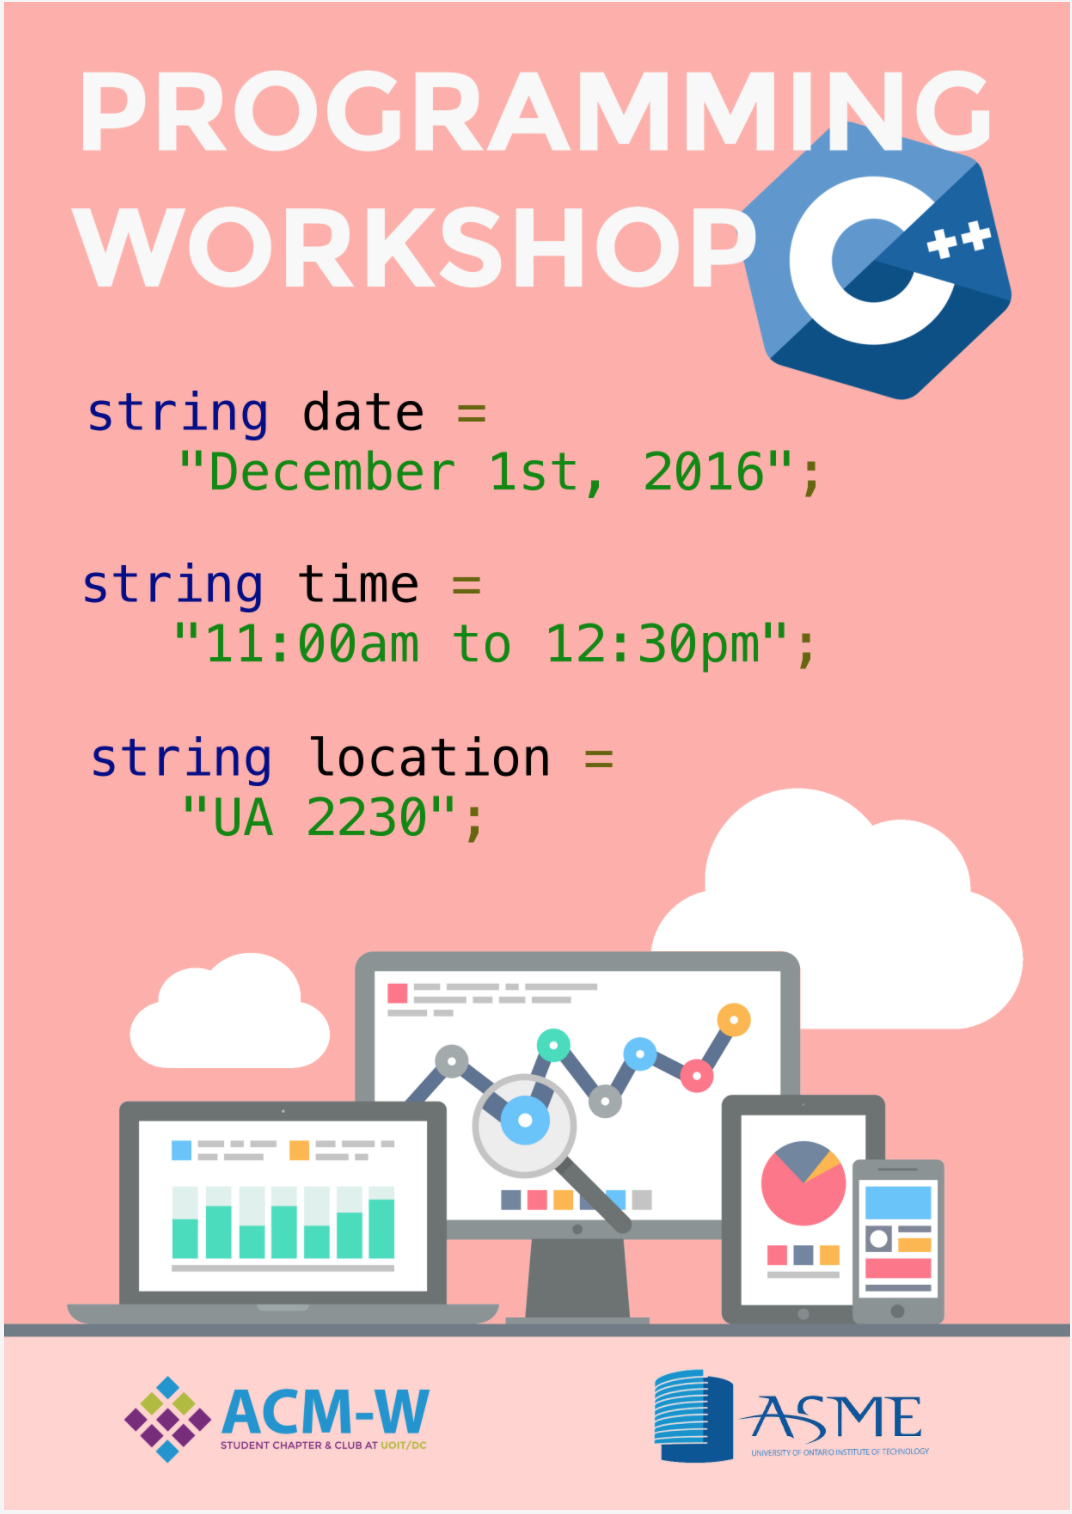 PROGRAMMING
WORKSHOP
C++
string date =
"December 1st, 2016";
string time =
"11:00am to 12:30pm";
string location =
"UA 2230";
ACM-W
STUDENT CHAPTER & CLUB AT UOIT/DC
ASME
UNIVERSITY OF ONTARIO INSTITUTE OF TECHNOLOGY